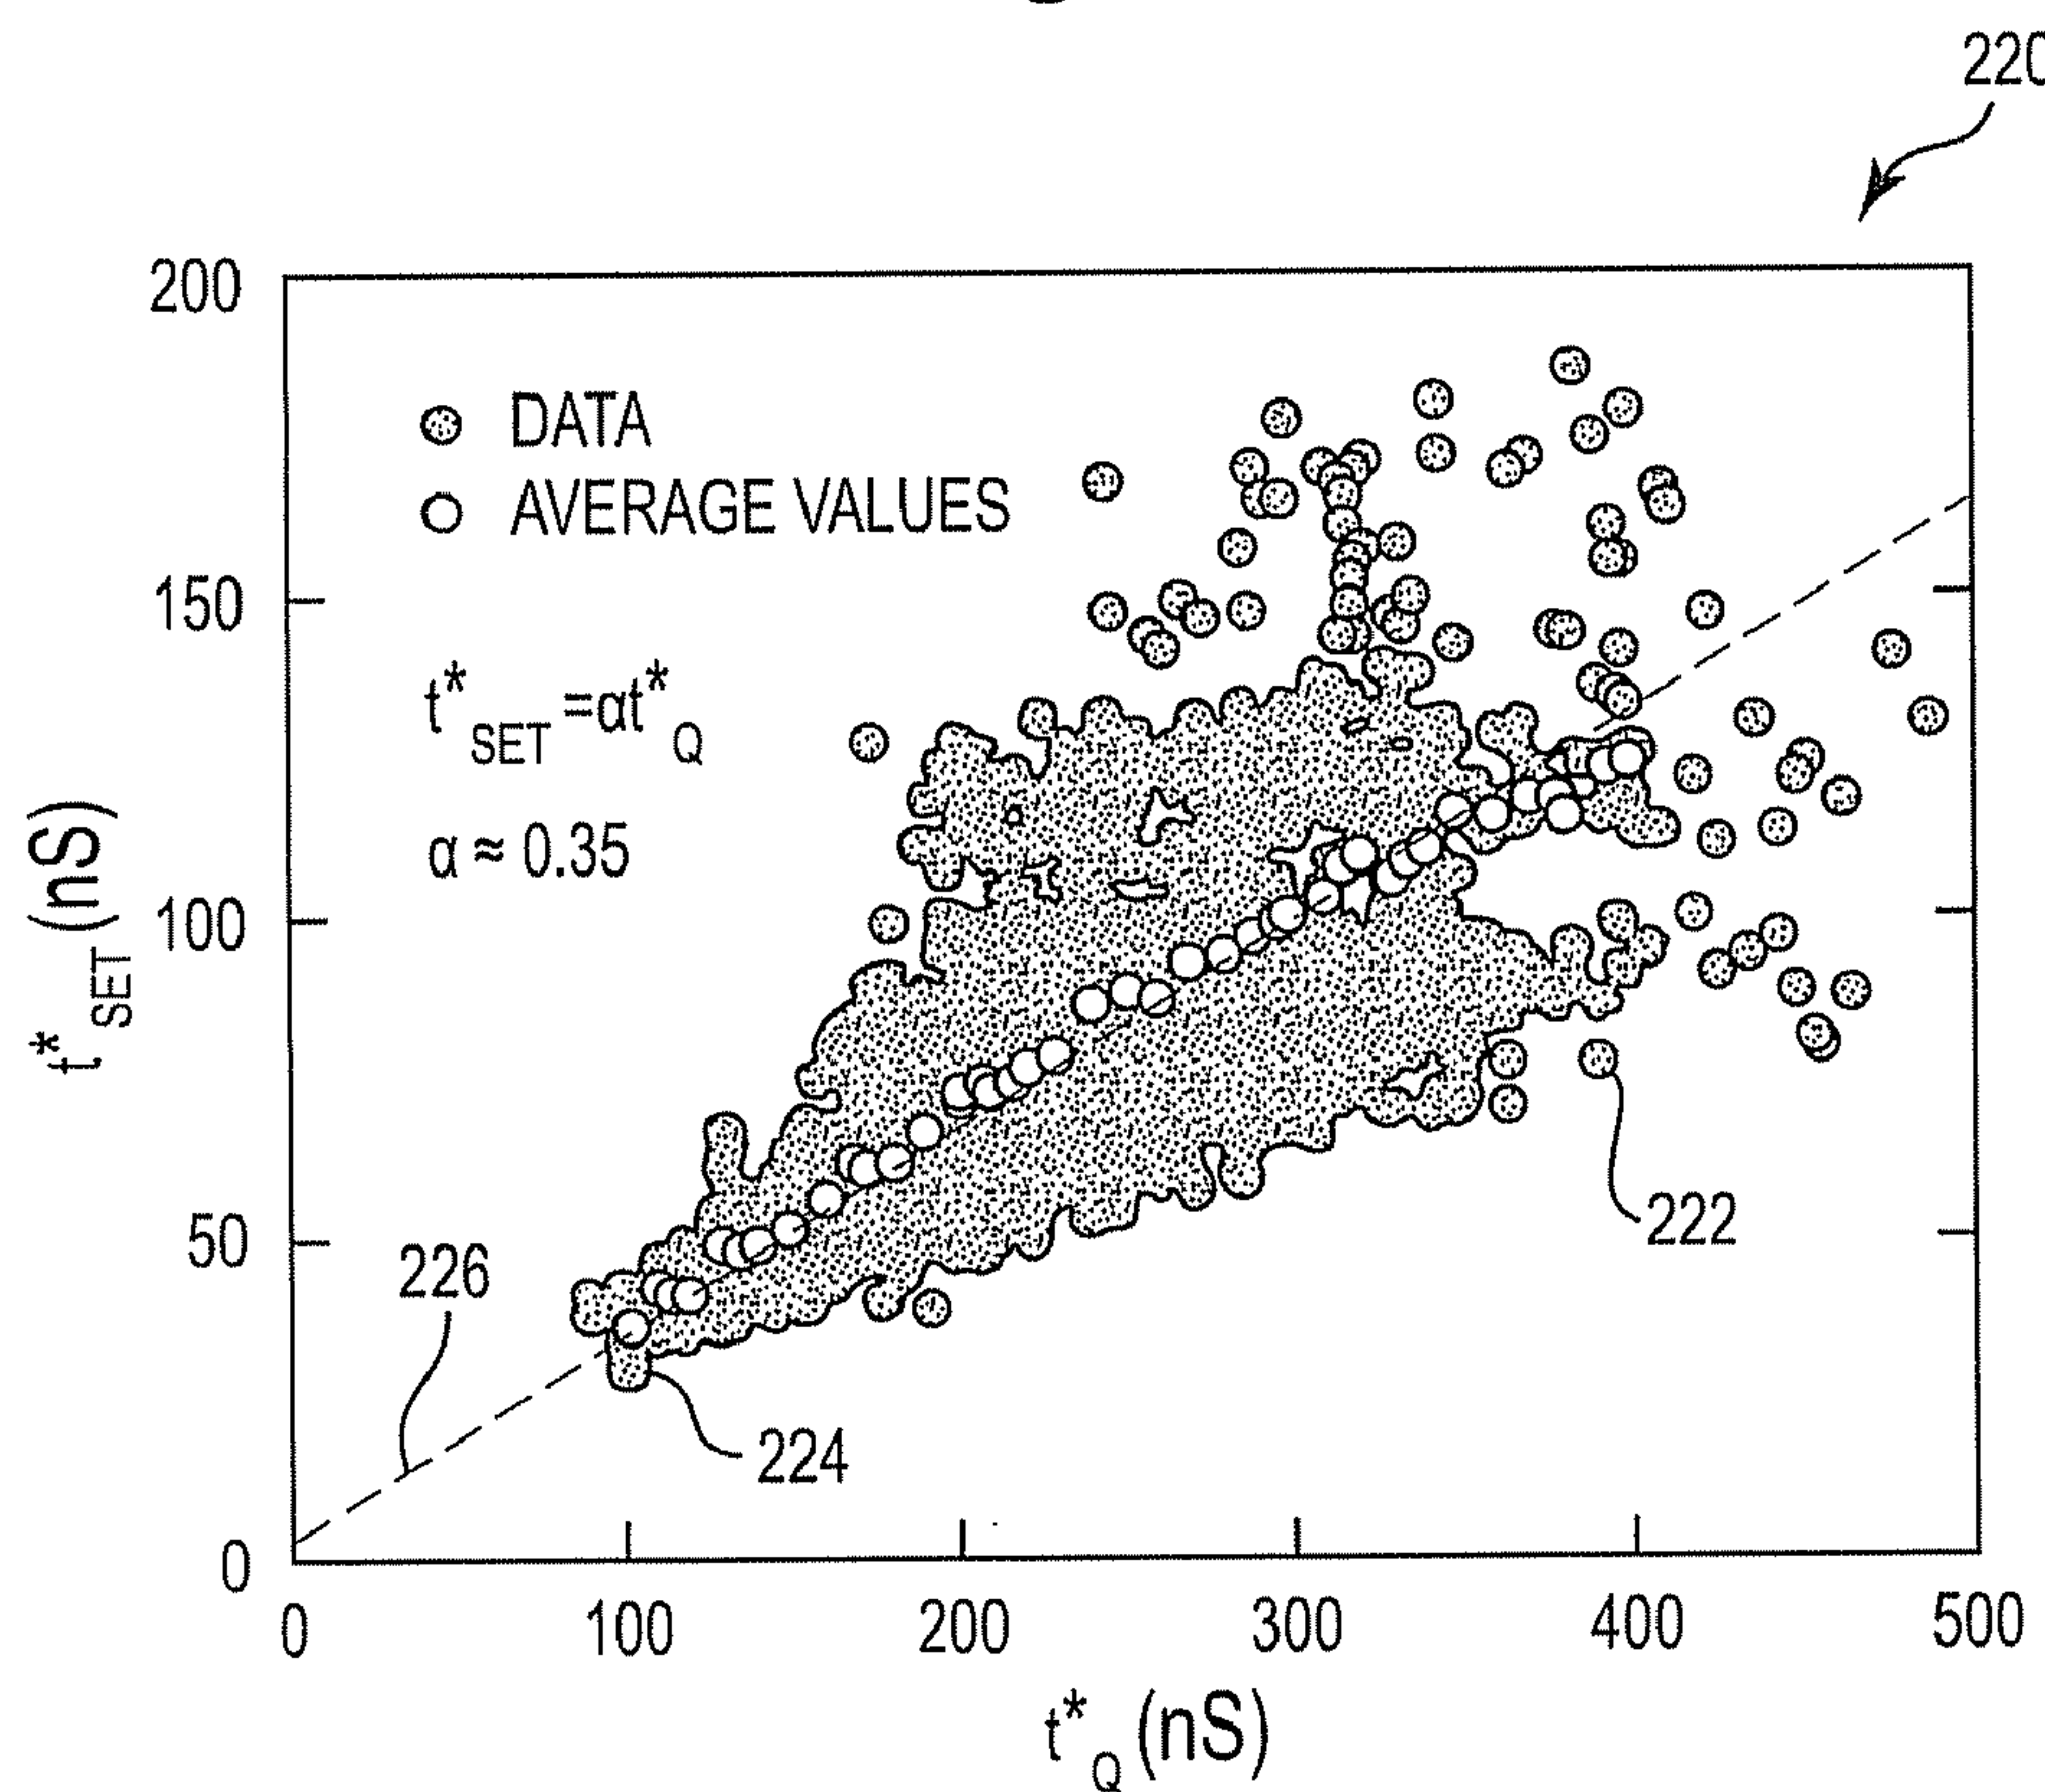 220
200
DATA
AVERAGE VALUES
150
t*SET=αt*Q
α ≈ 0.35
t*SET (nS)
100
50
226
222
224
0
0 100 200 300 400 500
t*Q (nS)